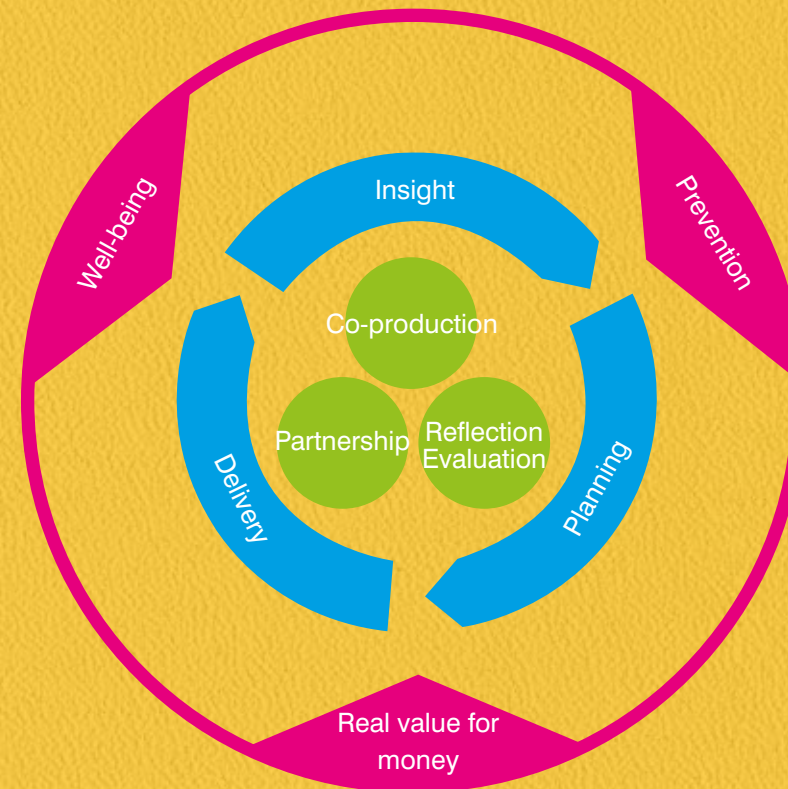 Insight
Well-being
Prevention
Co-production
Partnership
Reflection
Evaluation
Delivery
Planning
Real value for
money